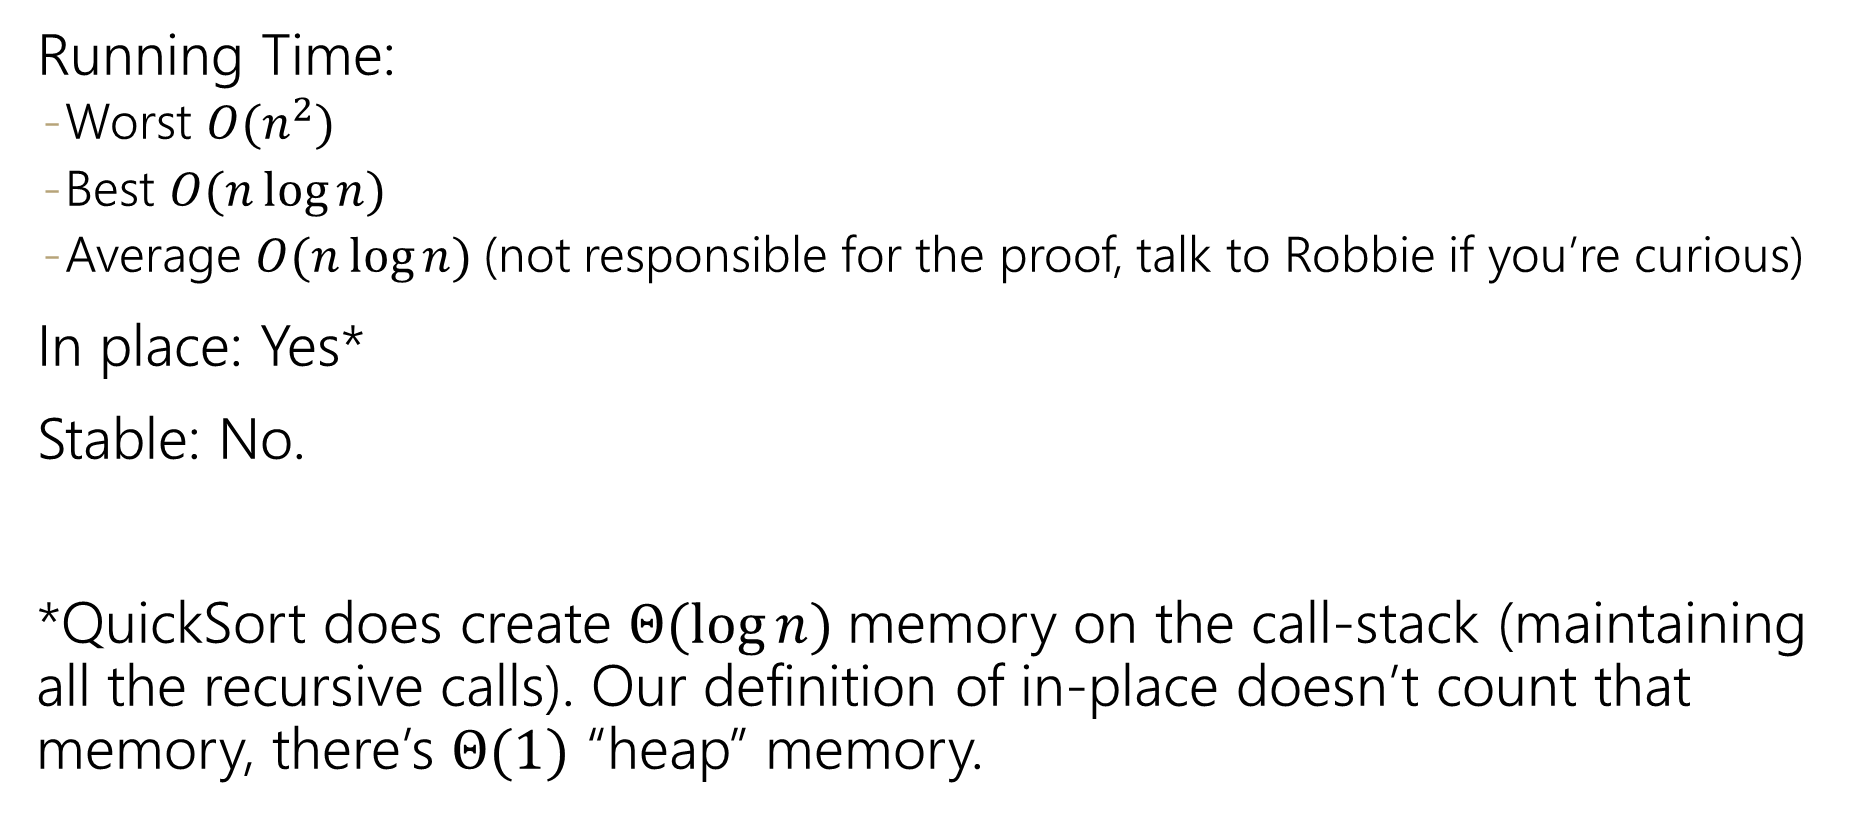 Running Time:
-Worst O(n²)
-Best O(n log n)
-Average O(n log n) (not responsible for the proof, talk to Robbie if you’re curious)
In place: Yes*
Stable: No.
*QuickSort does create Θ(log n) memory on the call-stack (maintaining
all the recursive calls). Our definition of in-place doesn’t count that
memory, there’s Θ(1) “heap” memory.